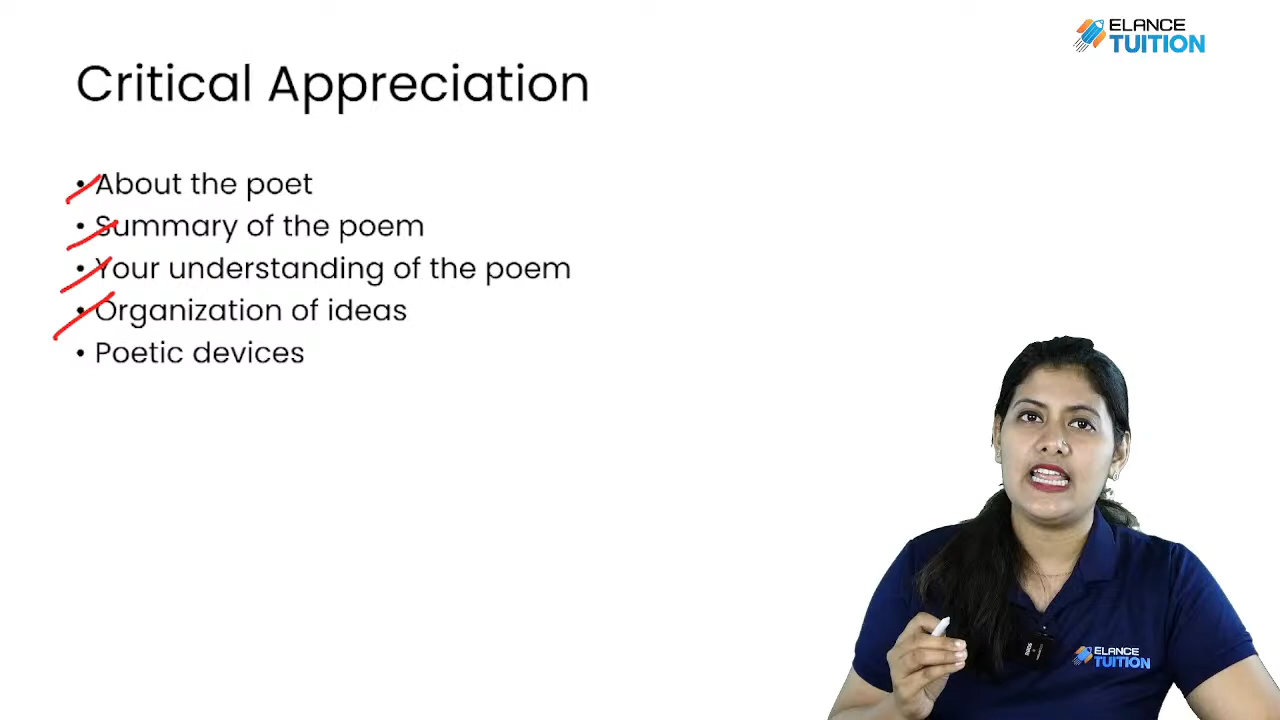 ELANCE
TUITION
Critical Appreciation
• About the poet
• Summary of the poem
• Your understanding of the poem
• Organization of ideas
• Poetic devices
ELANCE
TUITION